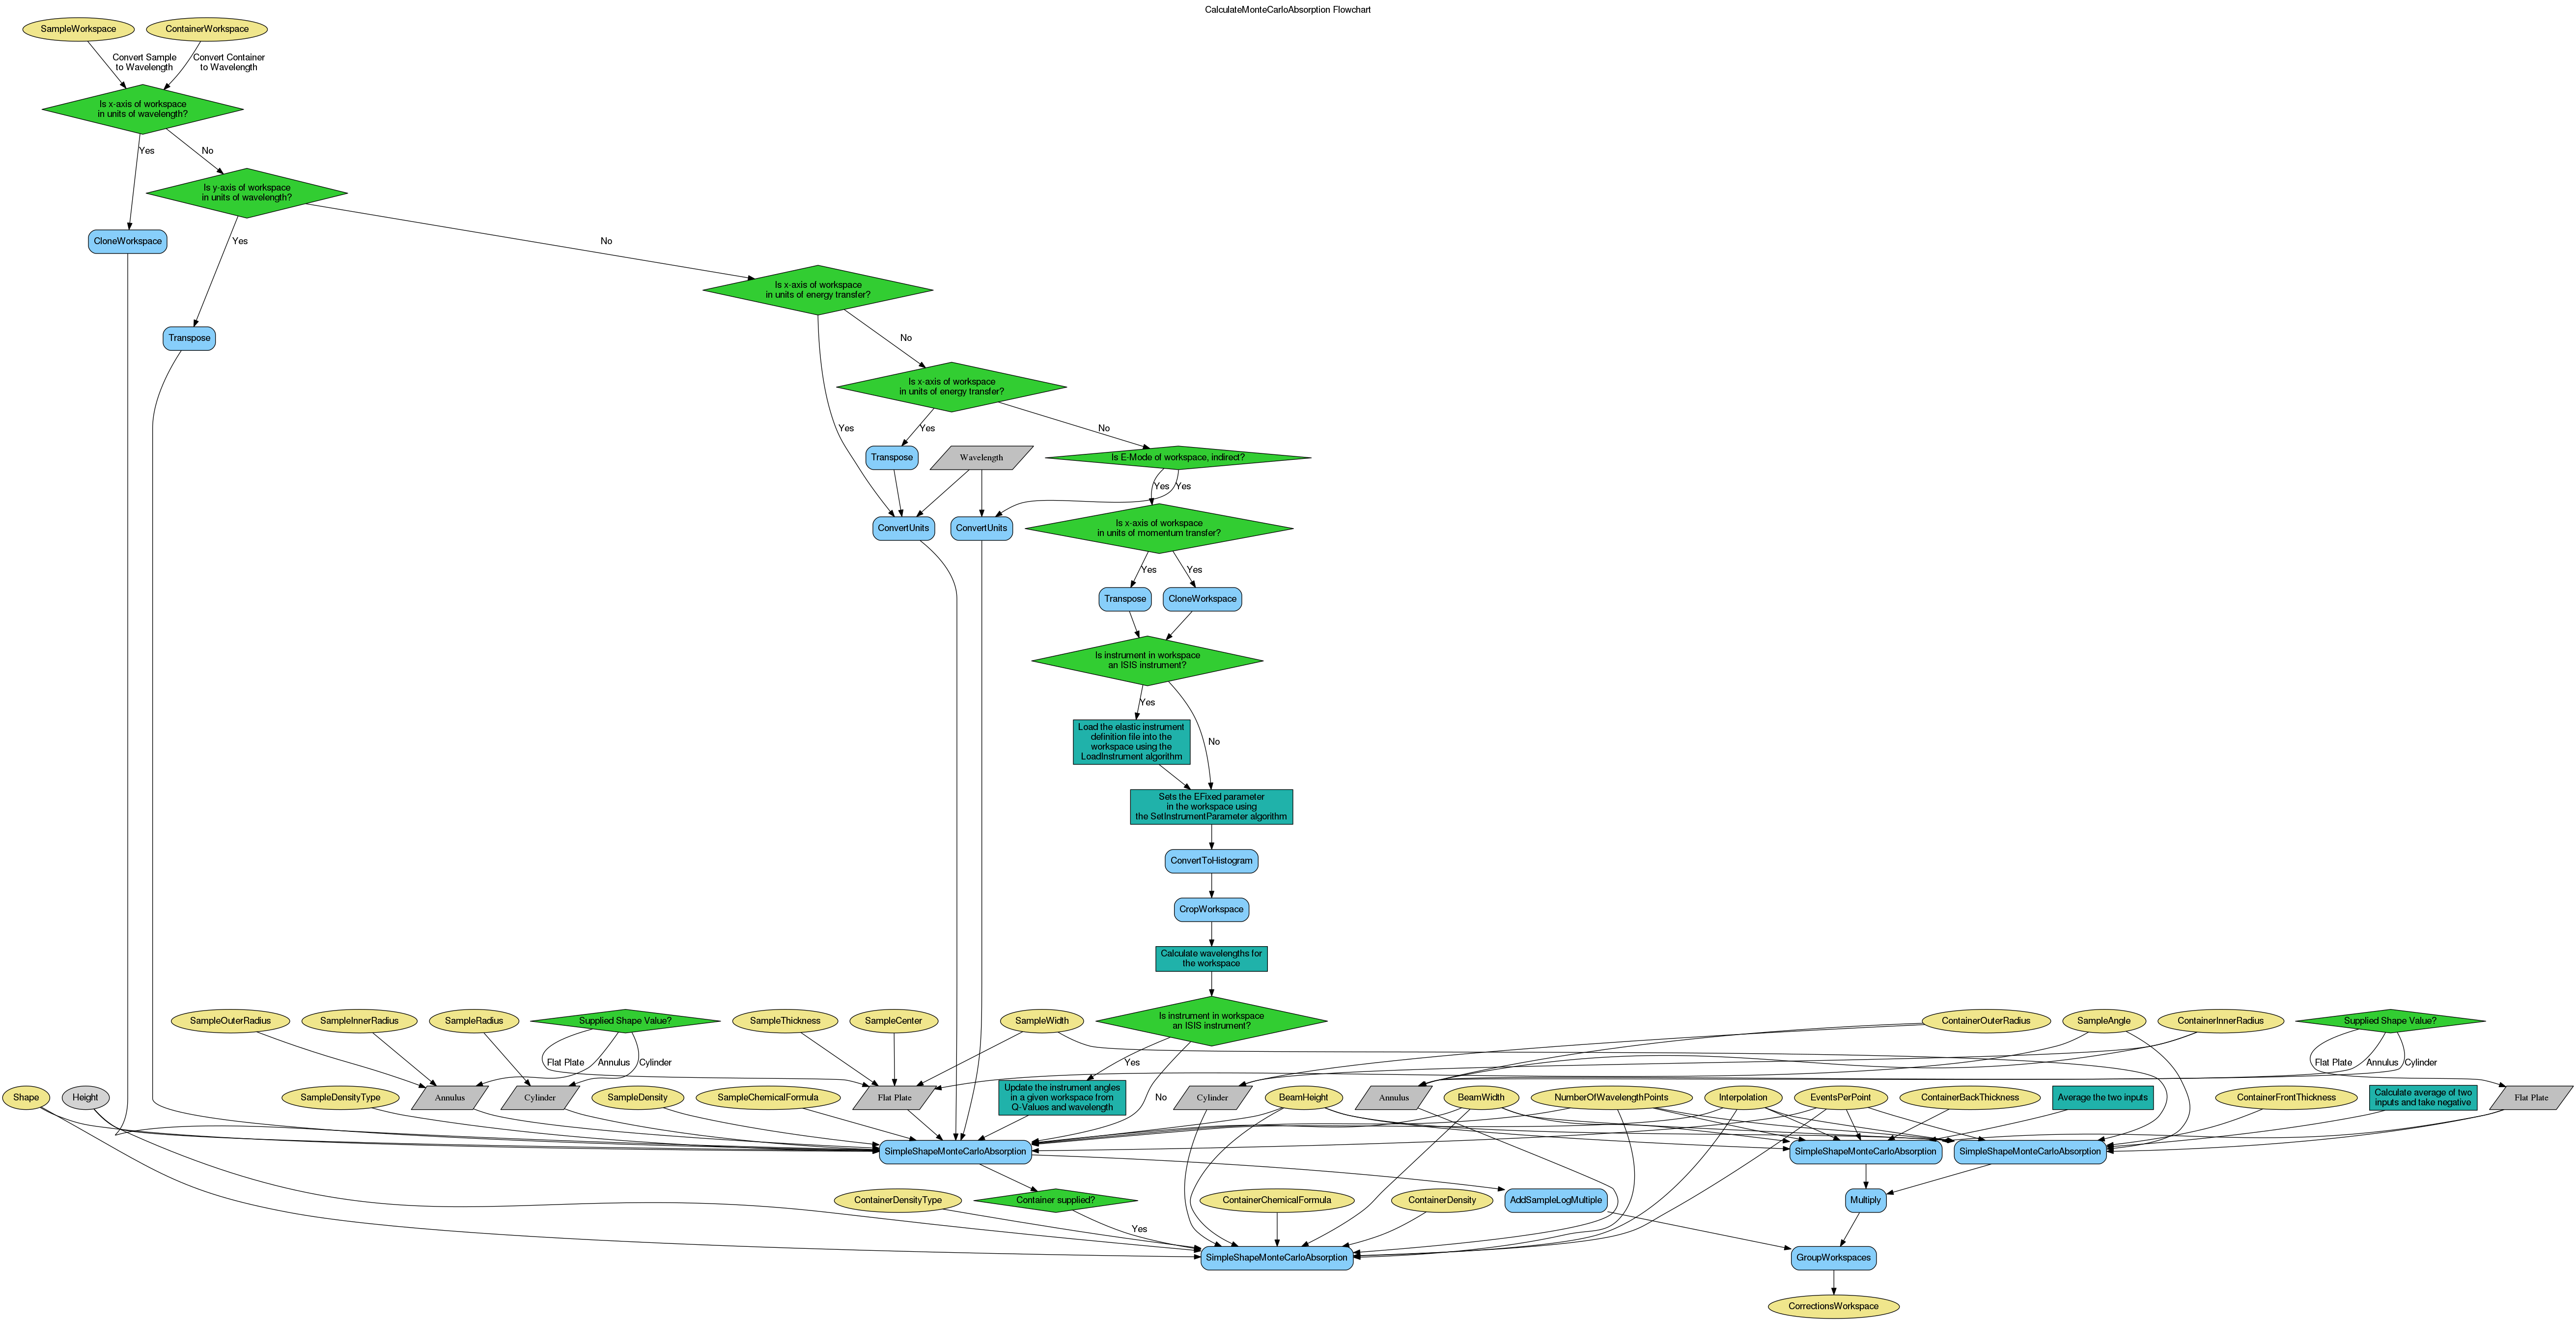 CalculateMonteCarloAbsorption Flowchart
SampleWorkspace
ContainerWorkspace
Convert Sample
to Wavelength
Convert Container
to Wavelength
Is x-axis of workspace
in units of wavelength?
Yes
No
Is y-axis of workspace
in units of wavelength?
CloneWorkspace
Yes
No
Is x-axis of workspace
in units of energy transfer?
Transpose
No
Is x-axis of workspace
in units of energy transfer?
Yes
Yes
No
Transpose
Wavelength
Is E-Mode of workspace, indirect?
Yes
Yes
ConvertUnits
ConvertUnits
Is x-axis of workspace
in units of momentum transfer?
Yes
Yes
Transpose
CloneWorkspace
Is instrument in workspace
an ISIS instrument?
Yes
Load the elastic instrument
definition file into the
workspace using the
LoadInstrument algorithm
No
Sets the EFixed parameter
in the workspace using
the SetInstrumentParameter algorithm
ConvertToHistogram
CropWorkspace
Calculate wavelengths for
the workspace
SampleOuterRadius
SampleInnerRadius
SampleRadius
Supplied Shape Value?
SampleThickness
SampleCenter
SampleWidth
Is instrument in workspace
an ISIS instrument?
ContainerOuterRadius
SampleAngle
ContainerInnerRadius
Supplied Shape Value?
Flat Plate
Annulus
Cylinder
Yes
Flat Plate
Annulus
Cylinder
Shape
Height
SampleDensityType
Annulus
Cylinder
SampleDensity
SampleChemicalFormula
Flat Plate
Update the instrument angles
in a given workspace from
Q-Values and wavelength
No
Cylinder
BeamHeight
Annulus
BeamWidth
NumberOfWavelengthPoints
Interpolation
EventsPerPoint
ContainerBackThickness
Average the two inputs
ContainerFrontThickness
Calculate average of two
inputs and take negative
Flat Plate
SimpleShapeMonteCarloAbsorption
SimpleShapeMonteCarloAbsorption
SimpleShapeMonteCarloAbsorption
ContainerDensityType
Container supplied?
ContainerChemicalFormula
ContainerDensity
AddSampleLogMultiple
Multiply
Yes
SimpleShapeMonteCarloAbsorption
GroupWorkspaces
CorrectionsWorkspace